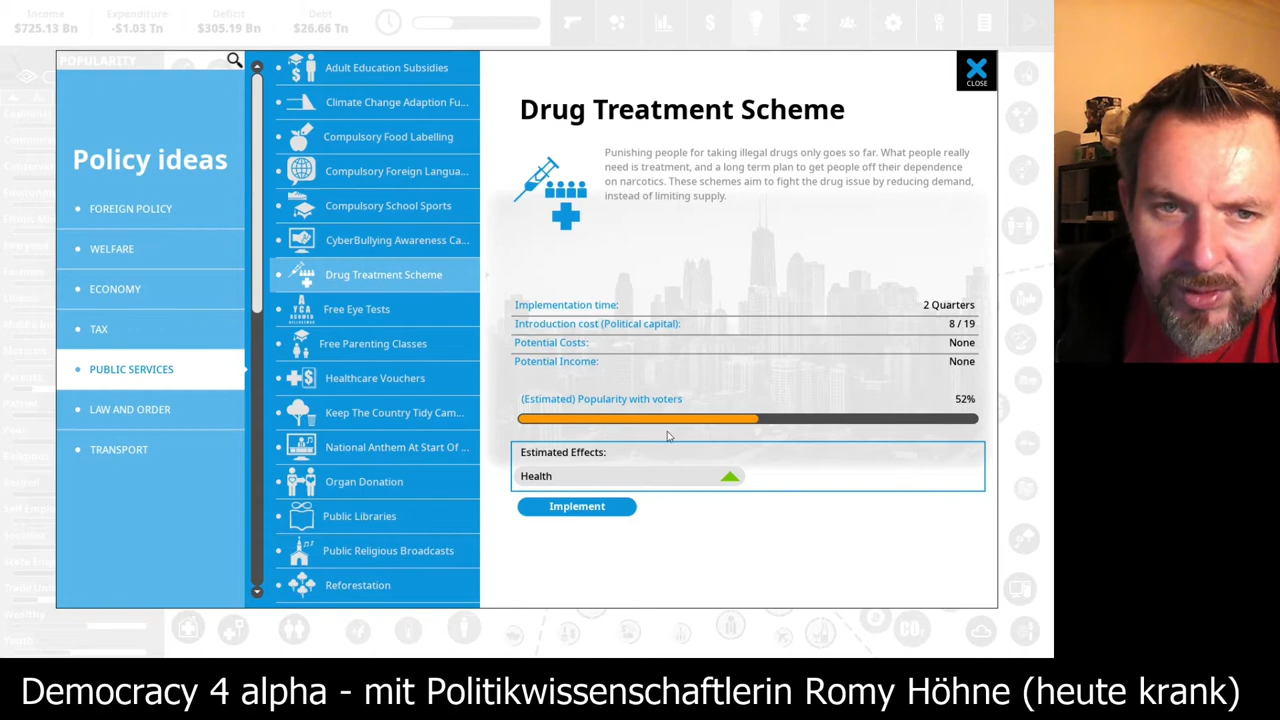 Income
Expenditure
Deficit
Debt
$725.13 Bn
-$1.03 Tn
$305.19 Bn
$26.66 Tn
POPULARITY
CLOSE
Policy ideas
FOREIGN POLICY
WELFARE
ECONOMY
TAX
PUBLIC SERVICES
LAW AND ORDER
TRANSPORT
Adult Education Subsidies
Climate Change Adaption Fu...
Compulsory Food Labelling
Compulsory Foreign Langua...
Compulsory School Sports
CyberBullying Awareness Ca...
Drug Treatment Scheme
Free Eye Tests
Free Parenting Classes
Healthcare Vouchers
Keep The Country Tidy Cam...
National Anthem At Start Of ...
Organ Donation
Public Libraries
Public Religious Broadcasts
Reforestation
Drug Treatment Scheme
Punishing people for taking illegal drugs only goes so far. What people really
need is treatment, and a long term plan to get people off their dependence
on narcotics. These schemes aim to fight the drug issue by reducing demand,
instead of limiting supply.
Implementation time: 2 Quarters
Introduction cost (Political capital): 8 / 19
Potential Costs: None
Potential Income: None
(Estimated) Popularity with voters 52%
Estimated Effects:
Health
Implement
Wealthy
Youth
Democracy 4 alpha - mit Politikwissenschaftlerin Romy Höhne (heute krank)